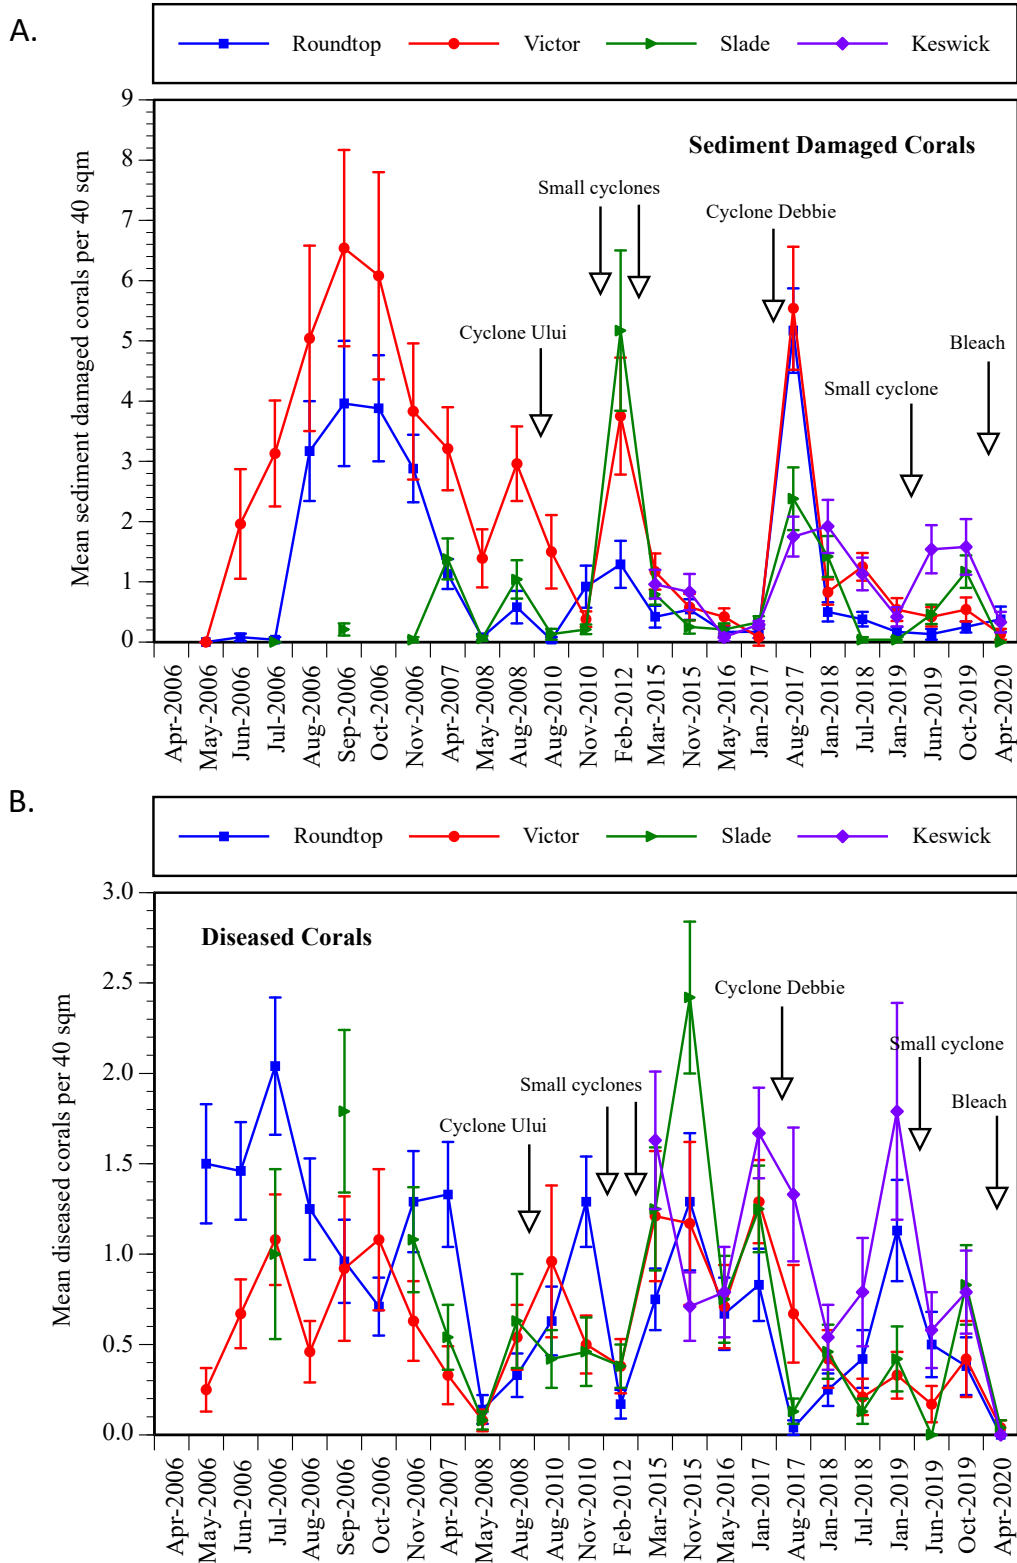 A.
Roundtop Victor Slade Keswick
Sediment Damaged Corals
Mean sediment damaged corals per 40 sqm
9
8
7
6
5
4
3
2
1
0
Small cyclones
Cyclone Debbie
Cyclone Ului
Bleach
Small cyclone
Apr-2006
May-2006
Jun-2006
Jul-2006
Aug-2006
Sep-2006
Oct-2006
Nov-2006
Apr-2007
May-2008
Aug-2008
Aug-2010
Nov-2010
Feb-2012
Mar-2015
Nov-2015
May-2016
Jan-2017
Aug-2017
Jan-2018
Jul-2018
Jan-2019
Jun-2019
Oct-2019
Apr-2020
B.
Roundtop Victor Slade Keswick
Diseased Corals
Mean diseased corals per 40 sqm
3.0
2.5
2.0
1.5
1.0
0.5
0.0
Cyclone Debbie
Small cyclone
Small cyclones
Bleach
Cyclone Ului
Apr-2006
May-2006
Jun-2006
Jul-2006
Aug-2006
Sep-2006
Oct-2006
Nov-2006
Apr-2007
May-2008
Aug-2008
Aug-2010
Nov-2010
Feb-2012
Mar-2015
Nov-2015
May-2016
Jan-2017
Aug-2017
Jan-2018
Jul-2018
Jan-2019
Jun-2019
Oct-2019
Apr-2020